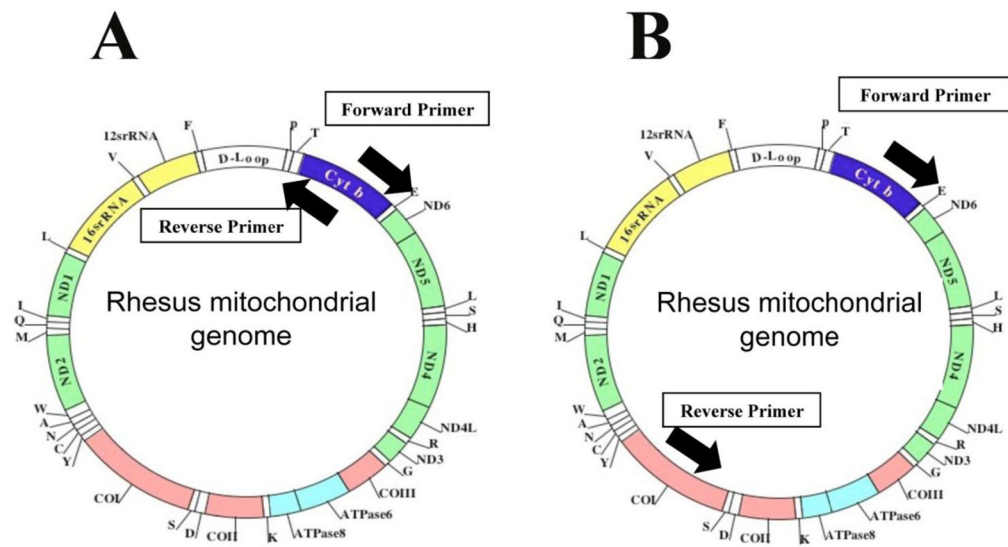 A
Forward Primer
p
F
T
12srRNA
D-Loop
V
Cyt b
E
ND6
16srRNA
Reverse Primer
L
ND1
ND5
Rhesus mitochondrial
genome
I
Q
M
L
S
H
ND2
ND4
W
A
N
C
Y
ND4L
R
ND3
G
COI
COIII
S
D
COII
K
ATPase8
ATPase6
B
Forward Primer
p
F
T
12srRNA
D-Loop
V
Cyt b
E
ND6
16srRNA
L
ND1
ND5
Rhesus mitochondrial
genome
I
Q
M
L
S
H
ND2
ND4
Reverse Primer
W
A
N
C
Y
ND4L
R
ND3
G
COI
COIII
S
D
COII
K
ATPase8
ATPase6